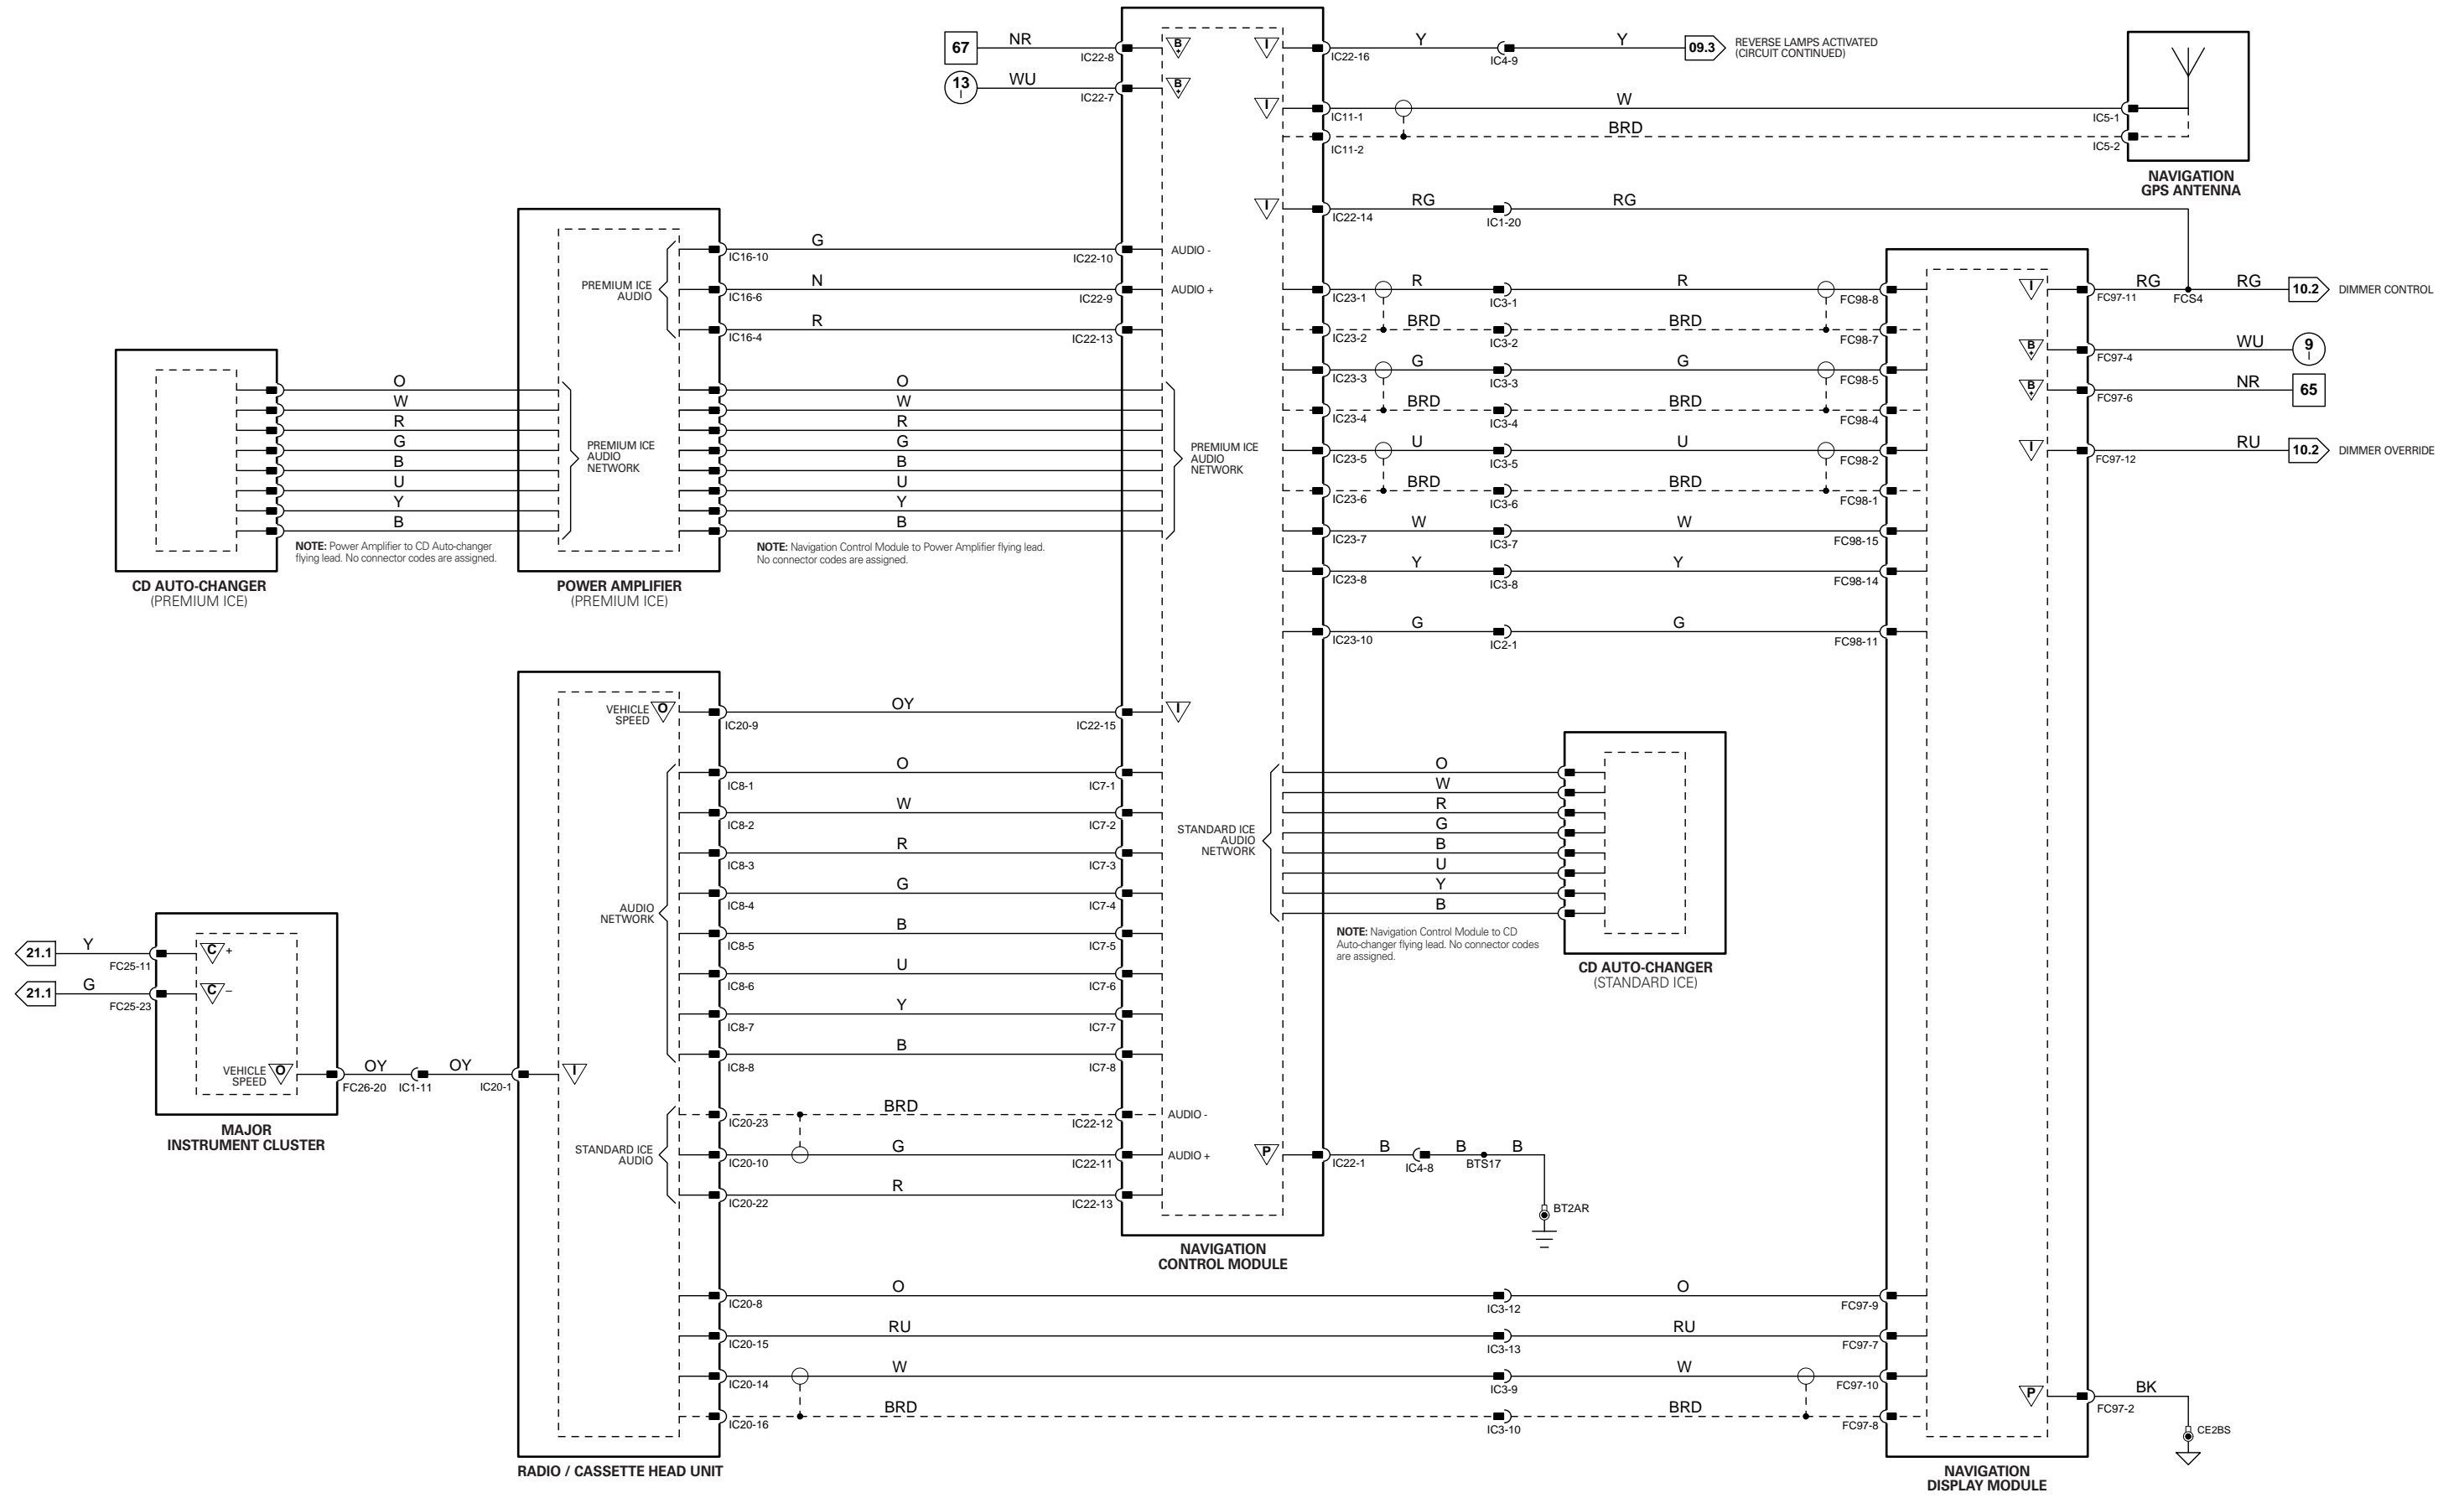 67
NR
IC22-8
B
+
13
I
WU
IC22-7
B
+
I
IC22-16
Y
IC4-9
Y
09.3
REVERSE LAMPS ACTIVATED
(CIRCUIT CONTINUED)
I
IC11-1
W
IC5-1
IC11-2
BRD
IC5-2
NAVIGATION
GPS ANTENNA
I
IC22-14
RG
IC1-20
RG
PREMIUM ICE
AUDIO
IC16-10
G
IC22-10
AUDIO -
IC16-6
N
IC22-9
AUDIO +
IC16-4
R
IC22-13
O
W
R
G
B
U
Y
B
NOTE: Power Amplifier to CD Auto-changer
flying lead. No connector codes are assigned.
CD AUTO-CHANGER
(PREMIUM ICE)
PREMIUM ICE
AUDIO
NETWORK
POWER AMPLIFIER
(PREMIUM ICE)
O
W
R
G
B
U
Y
B
NOTE: Navigation Control Module to Power Amplifier flying lead.
No connector codes are assigned.
PREMIUM ICE
AUDIO
NETWORK
IC23-1
R
IC3-1
R
FC98-8
IC23-2
BRD
IC3-2
BRD
FC98-7
IC23-3
G
IC3-3
G
FC98-5
IC23-4
BRD
IC3-4
BRD
FC98-4
IC23-5
U
IC3-5
U
FC98-2
IC23-6
BRD
IC3-6
BRD
FC98-1
IC23-7
W
IC3-7
W
FC98-15
IC23-8
Y
IC3-8
Y
FC98-14
IC23-10
G
IC2-1
G
FC98-11
I
FC97-11
RG
FCS4
RG
10.2
DIMMER CONTROL
B
+
FC97-4
WU
9
I
B
+
FC97-6
NR
65
I
FC97-12
RU
10.2
DIMMER OVERRIDE
VEHICLE
SPEED
O
IC20-9
OY
IC22-15
I
AUDIO
NETWORK
IC8-1
O
IC7-1
IC8-2
W
IC7-2
IC8-3
R
IC7-3
IC8-4
G
IC7-4
IC8-5
B
IC7-5
IC8-6
U
IC7-6
IC8-7
Y
IC7-7
IC8-8
B
IC7-8
STANDARD ICE
AUDIO
NETWORK
O
W
R
G
B
U
Y
B
NOTE: Navigation Control Module to CD
Auto-changer flying lead. No connector codes
are assigned.
CD AUTO-CHANGER
(STANDARD ICE)
21.1
Y
FC25-11
C
+
21.1
G
FC25-23
C
–
VEHICLE
SPEED
O
FC26-20
OY
IC1-11
OY
IC20-1
I
MAJOR
INSTRUMENT CLUSTER
STANDARD ICE
AUDIO
IC20-23
BRD
IC22-12
AUDIO -
IC20-10
G
IC22-11
AUDIO +
IC20-22
R
IC22-13
P
IC22-1
B
IC4-8
B
BTS17
B
BT2AR
NAVIGATION
CONTROL MODULE
IC20-8
O
IC3-12
O
FC97-9
IC20-15
RU
IC3-13
RU
FC97-7
IC20-14
W
IC3-9
W
FC97-10
IC20-16
BRD
IC3-10
BRD
FC97-8
P
FC97-2
BK
CE2BS
RADIO / CASSETTE HEAD UNIT
NAVIGATION
DISPLAY MODULE